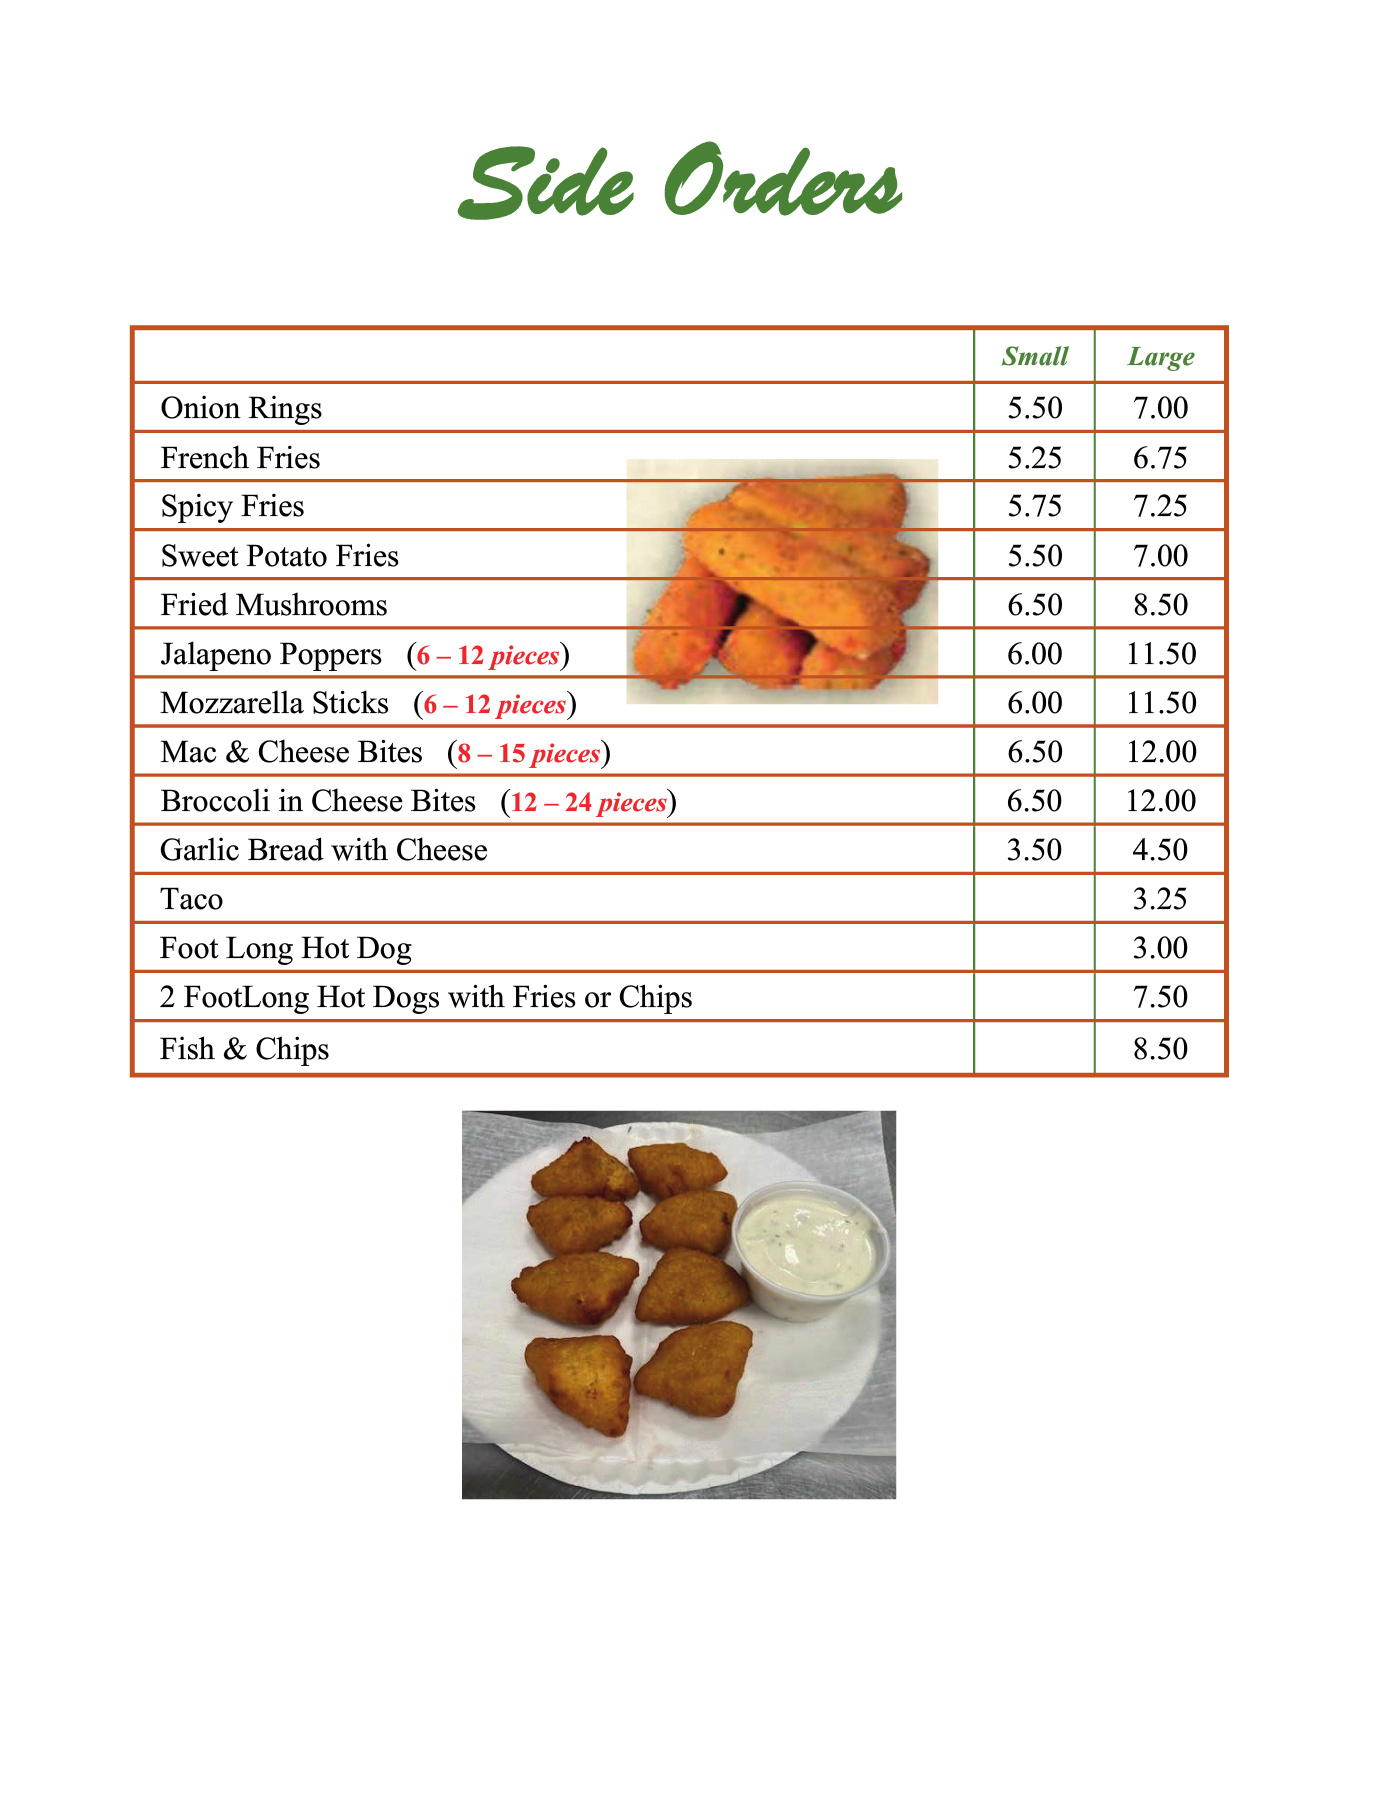 Side Orders
Small Large
Onion Rings 5.50 7.00
French Fries 5.25 6.75
Spicy Fries 5.75 7.25
Sweet Potato Fries 5.50 7.00
Fried Mushrooms 6.50 8.50
Jalapeno Poppers (6 – 12 pieces) 6.00 11.50
Mozzarella Sticks (6 – 12 pieces) 6.00 11.50
Mac & Cheese Bites (8 – 15 pieces) 6.50 12.00
Broccoli in Cheese Bites (12 – 24 pieces) 6.50 12.00
Garlic Bread with Cheese 3.50 4.50
Taco 3.25
Foot Long Hot Dog 3.00
2 FootLong Hot Dogs with Fries or Chips 7.50
Fish & Chips 8.50